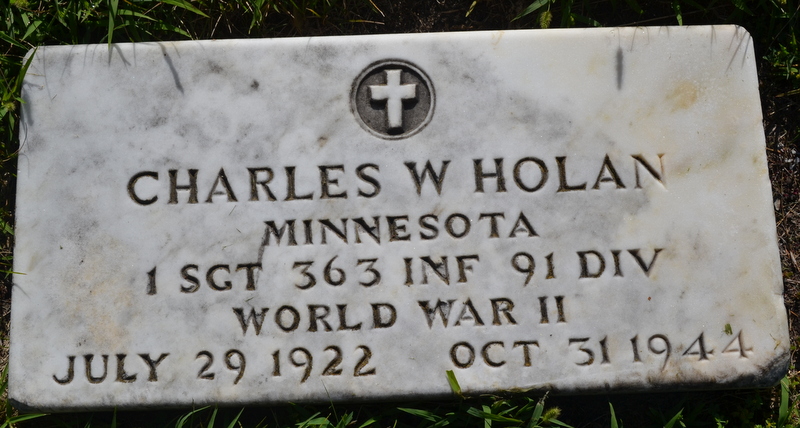 CHARLES W HOLAN
MINNESOTA
1 SGT 363 INF 91 DIV
WORLD WAR II
JULY 29 1922 OCT 31 1944